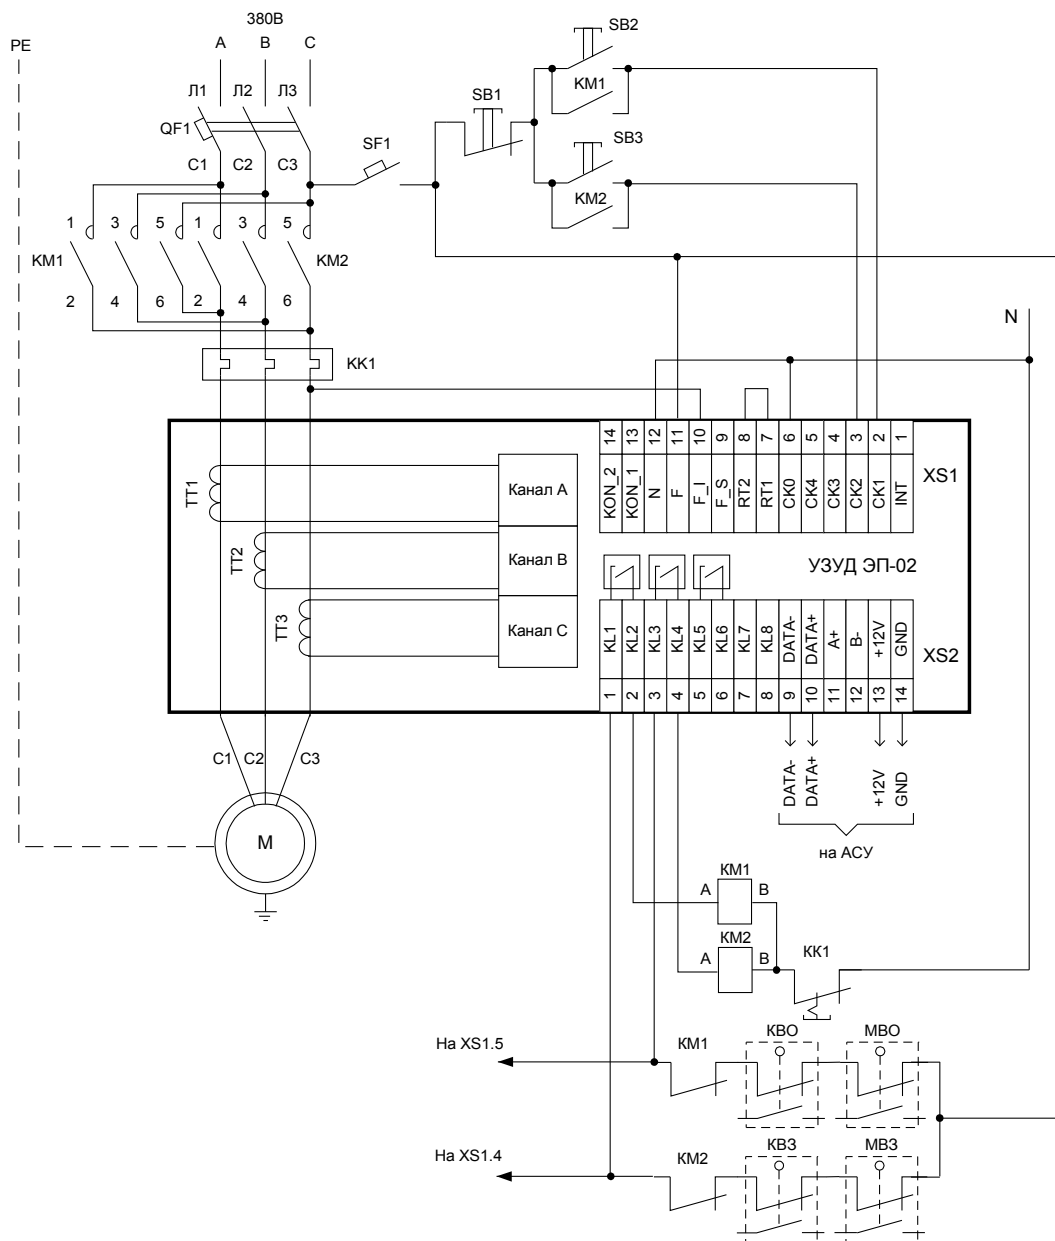 380В
PE
A B C
Л1 Л2 Л3
QF1
C1 C2 C3
SF1
SB1
SB2
KM1
SB3
KM2
1 3 5 1 3 5
KM1
KM2
2 4 6 2 4 6
KK1
N
14 13 12 11 10 9 8 7 6 5 4 3 2 1
KON_2 KON_1 N F F_I F_S RT2 RT1 CK0 CK4 CK3 CK2 CK1 INT
XS1
TT1
Канал А
TT2
Канал В
TT3
Канал С
УЗУД ЭП-02
KL1 KL2 KL3 KL4 KL5 KL6 KL7 KL8 DATA- DATA+ A+ B- +12V GND
XS2
1 2 3 4 5 6 7 8 9 10 11 12 13 14
C1 C2 C3
DATA- DATA+ +12V GND
на АСУ
M
KM1
A B
KM2
A B
KK1
На XS1.5
KM1
КВО
МВО
На XS1.4
KM2
КВЗ
МВЗ